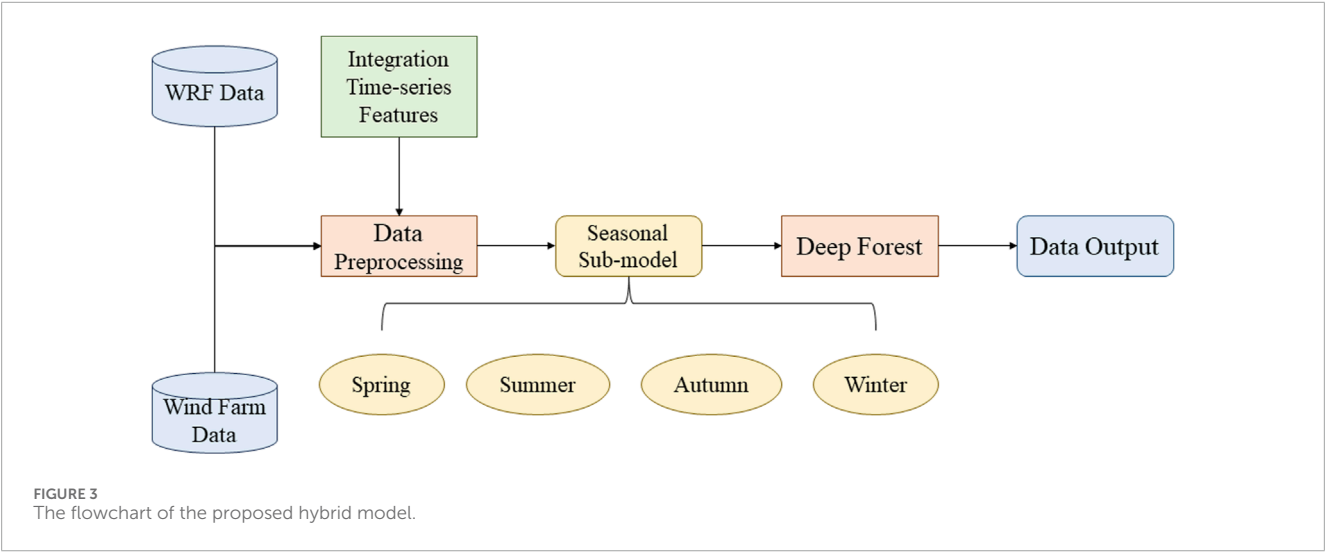 WRF Data
Integration
Time-series
Features
Data
Preprocessing
Seasonal
Sub-model
Deep Forest
Data Output
Spring
Summer
Autumn
Winter
Wind Farm
Data
FIGURE 3
The flowchart of the proposed hybrid model.